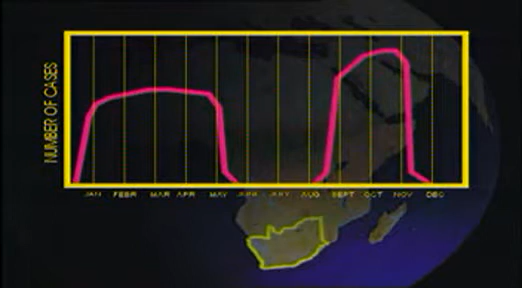 NUMBER OF CASES
JAN FEBR MAR APR MAY JUNE JULY AUG SEPT OCT NOV DEC